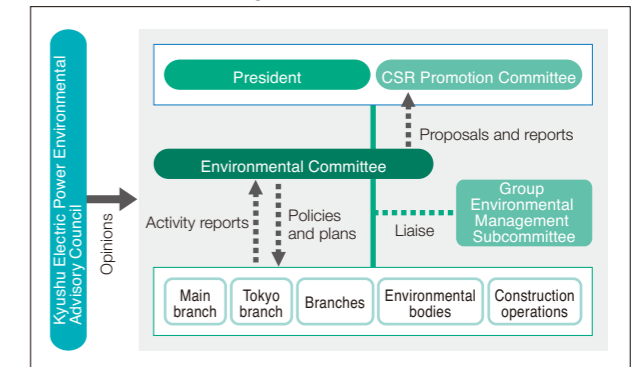 Kyushu Electric Power Environmental
Advisory Council
Opinions
President
CSR Promotion Committee
Proposals and reports
Environmental Committee
Activity reports
Policies
and plans
Liaise
Group
Environmental
Management
Subcommittee
Main
branch
Tokyo
branch
Branches
Environmental
bodies
Construction
operations